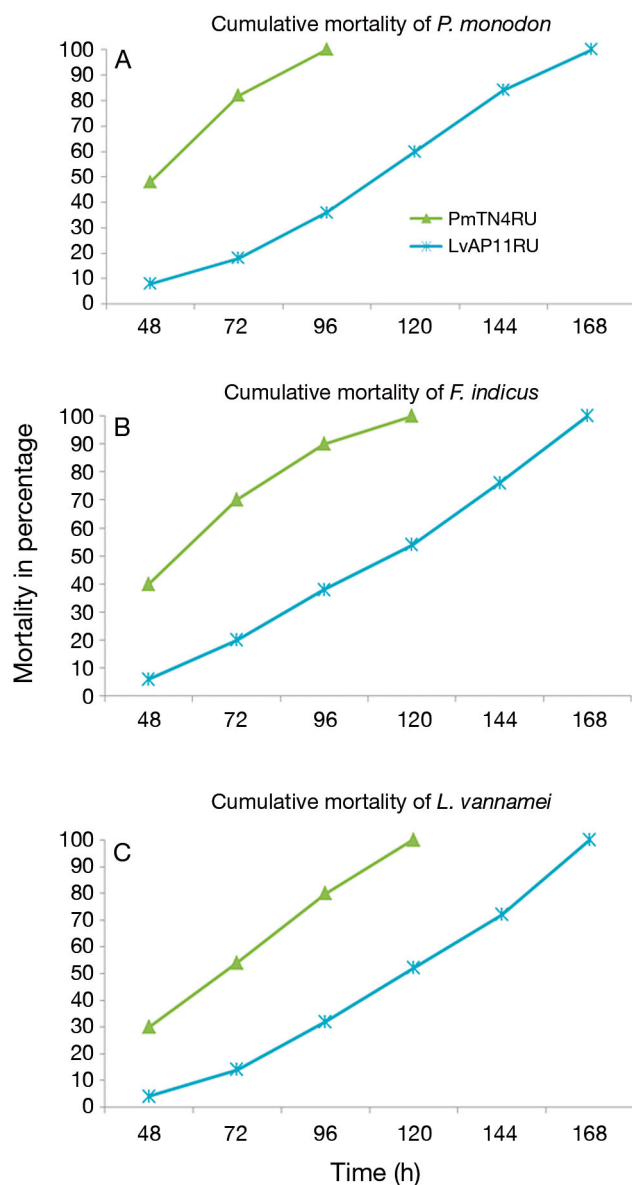 Cumulative mortality of P. monodon
A
100
90
80
70
60
50
40
30
20
10
0
PmTN4RU
LvAP11RU
48 72 96 120 144 168
Cumulative mortality of F. indicus
B
100
90
80
70
60
50
40
30
20
10
0
48 72 96 120 144 168
Mortality in percentage
Cumulative mortality of L. vannamei
C
100
90
80
70
60
50
40
30
20
10
0
48 72 96 120 144 168
Time (h)